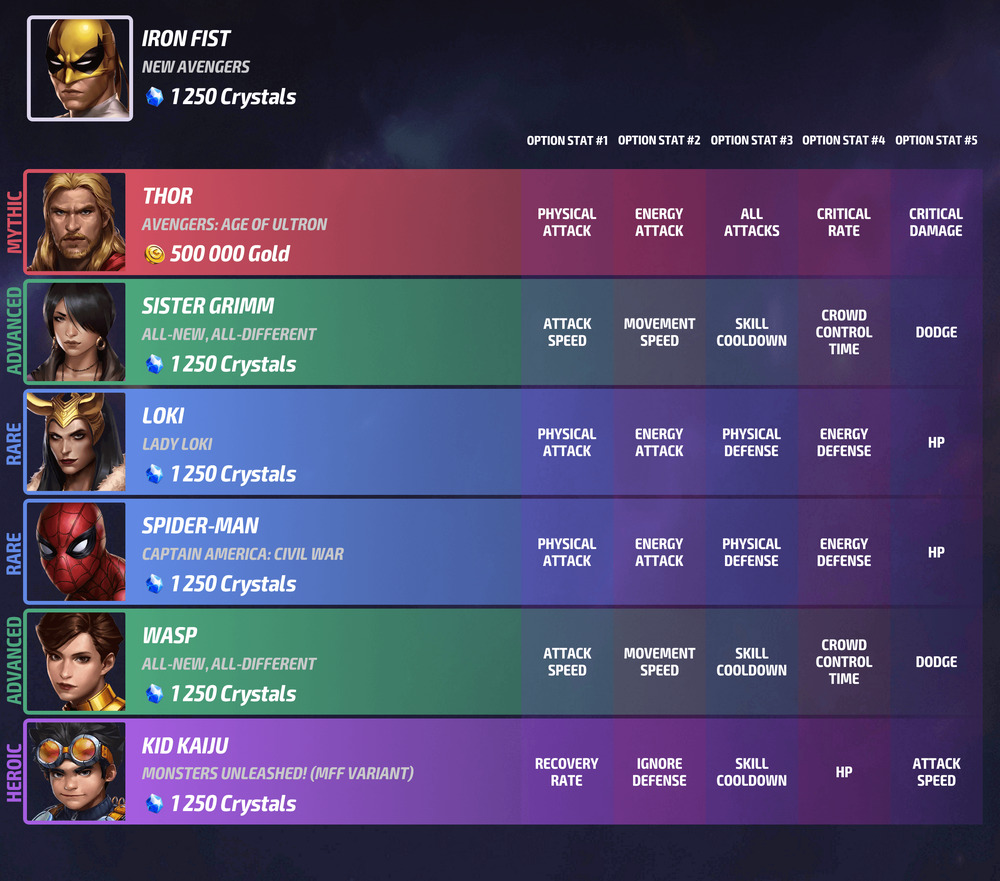 IRON FIST
NEW AVENGERS
1 250 Crystals
OPTION STAT #1 OPTION STAT #2 OPTION STAT #3 OPTION STAT #4 OPTION STAT #5
MYTHIC
THOR
AVENGERS: AGE OF ULTRON
500 000 Gold
PHYSICAL
ATTACK
ENERGY
ATTACK
ALL
ATTACKS
CRITICAL
RATE
CRITICAL
DAMAGE
ADVANCED
SISTER GRIMM
ALL-NEW, ALL-DIFFERENT
1 250 Crystals
ATTACK
SPEED
MOVEMENT
SPEED
SKILL
COOLDOWN
CROWD
CONTROL
TIME
DODGE
RARE
LOKI
LADY LOKI
1 250 Crystals
PHYSICAL
ATTACK
ENERGY
ATTACK
PHYSICAL
DEFENSE
ENERGY
DEFENSE
HP
RARE
SPIDER-MAN
CAPTAIN AMERICA: CIVIL WAR
1 250 Crystals
PHYSICAL
ATTACK
ENERGY
ATTACK
PHYSICAL
DEFENSE
ENERGY
DEFENSE
HP
ADVANCED
WASP
ALL-NEW, ALL-DIFFERENT
1 250 Crystals
ATTACK
SPEED
MOVEMENT
SPEED
SKILL
COOLDOWN
CROWD
CONTROL
TIME
DODGE
HEROIC
KID KAIJU
MONSTERS UNLEASHED! (MFF VARIANT)
1 250 Crystals
RECOVERY
RATE
IGNORE
DEFENSE
SKILL
COOLDOWN
HP
ATTACK
SPEED